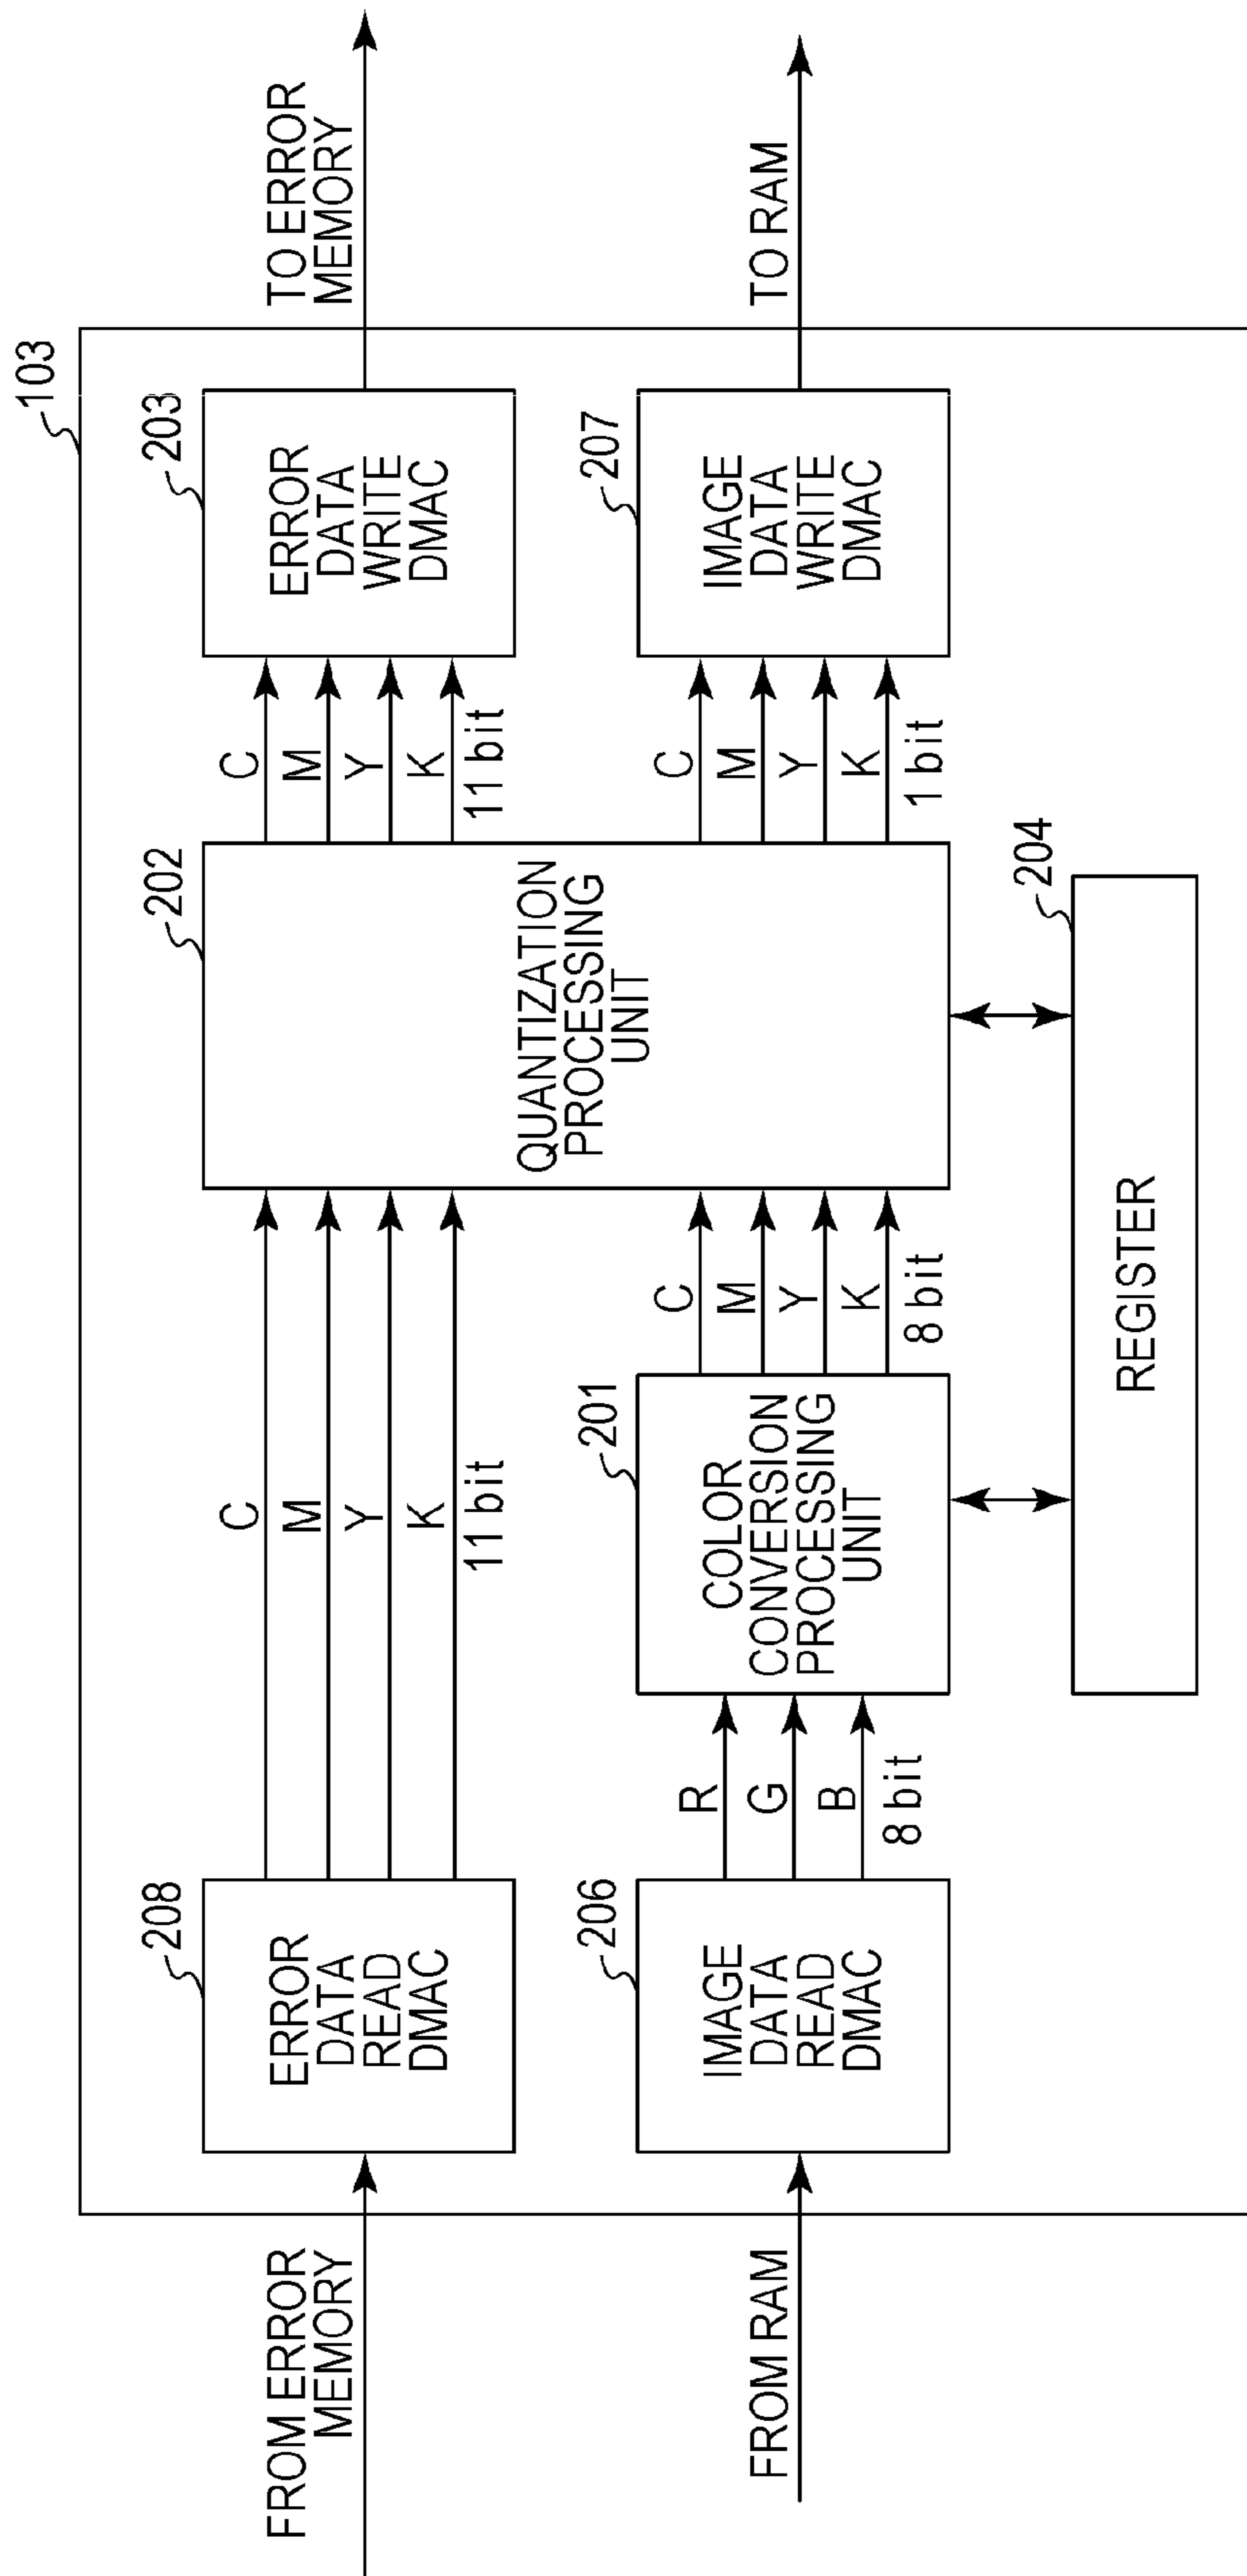 103
FROM ERROR
MEMORY
208
ERROR
DATA
READ
DMAC
C
M
Y
K
11 bit
202
QUANTIZATION
PROCESSING
UNIT
C
M
Y
K
11 bit
203
ERROR
DATA
WRITE
DMAC
TO ERROR
MEMORY
FROM RAM
206
IMAGE
DATA
READ
DMAC
R
G
B
8 bit
201
COLOR
CONVERSION
PROCESSING
UNIT
C
M
Y
K
8 bit
C
M
Y
K
1 bit
207
IMAGE
DATA
WRITE
DMAC
TO RAM
204
REGISTER